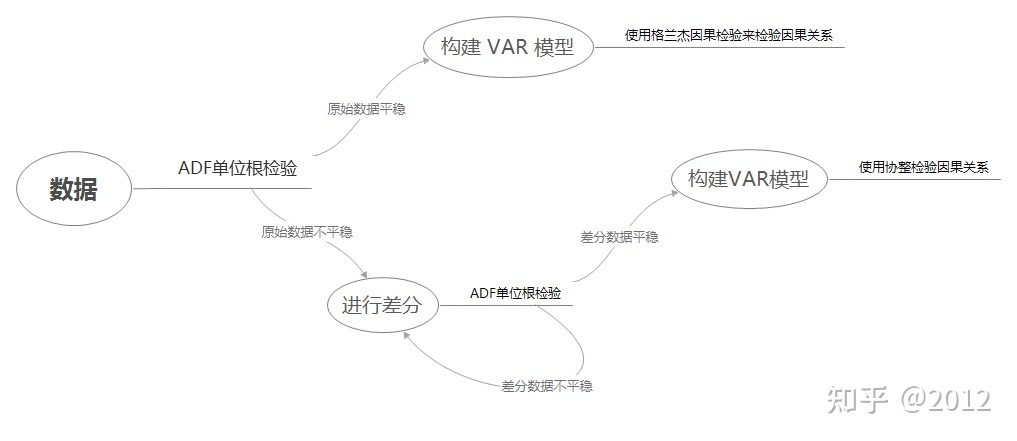 构建 VAR 模型
使用格兰杰因果检验来检验因果关系
原始数据平稳
数据
ADF单位根检验
构建VAR模型
使用协整检验因果关系
原始数据不平稳
差分数据平稳
进行差分
ADF单位根检验
差分数据不平稳
知乎 @2012